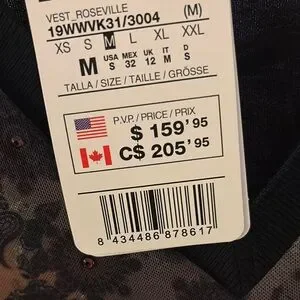 VEST_ROSEVILLE
19WWVK31/3004 (M)
XS S M L XL XXL
M USA S MEX 32 UK 12 IT M D S
TALLA / SIZE / TAILLE / GRÖSSE
P.V.P. / PRICE / PRIX
$ 159'95
C$ 205'95
8 434486 878617